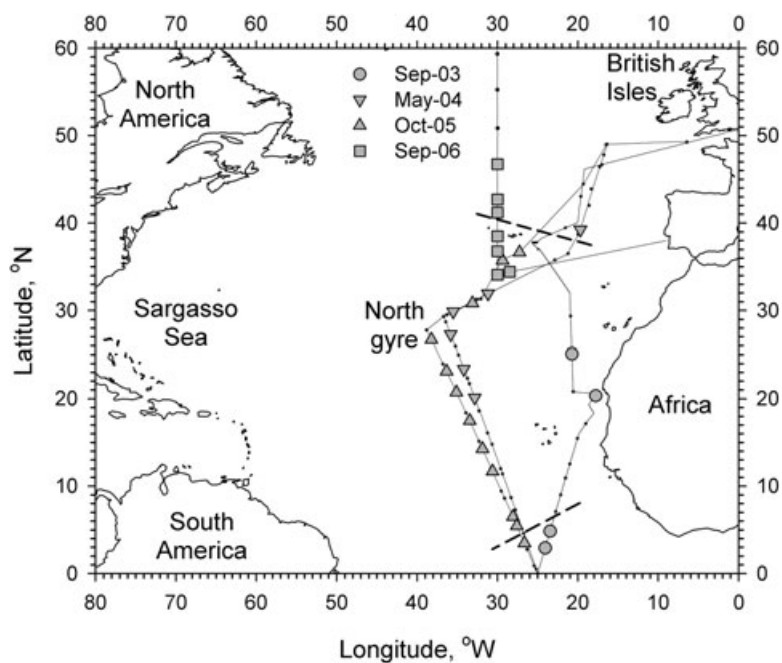 80 70 60 50 40 30 20 10 0
60 60
North
America
Sep-03
May-04
Oct-05
Sep-06
British
Isles
50 50
40 40
30 30
Sargasso
Sea
North
gyre
20 20
Africa
10 10
South
America
0 0
80 70 60 50 40 30 20 10 0
Latitude, °N
Longitude, °W